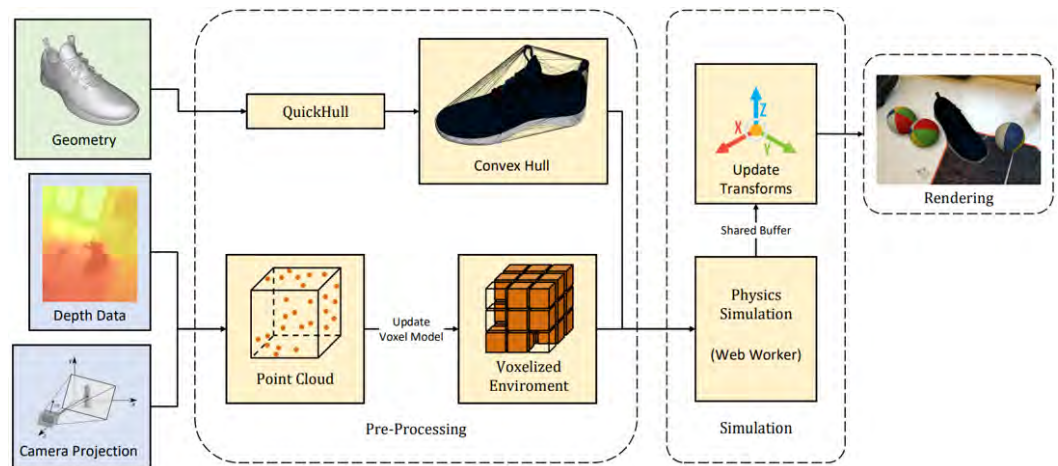 Geometry
QuickHull
Convex Hull
Depth Data
Point Cloud
Update
Voxel Model
Voxelized
Enviroment
Camera Projection
Pre-Processing
Z
X
Y
Update
Transforms
Shared Buffer
Physics
Simulation
(Web Worker)
Simulation
Rendering